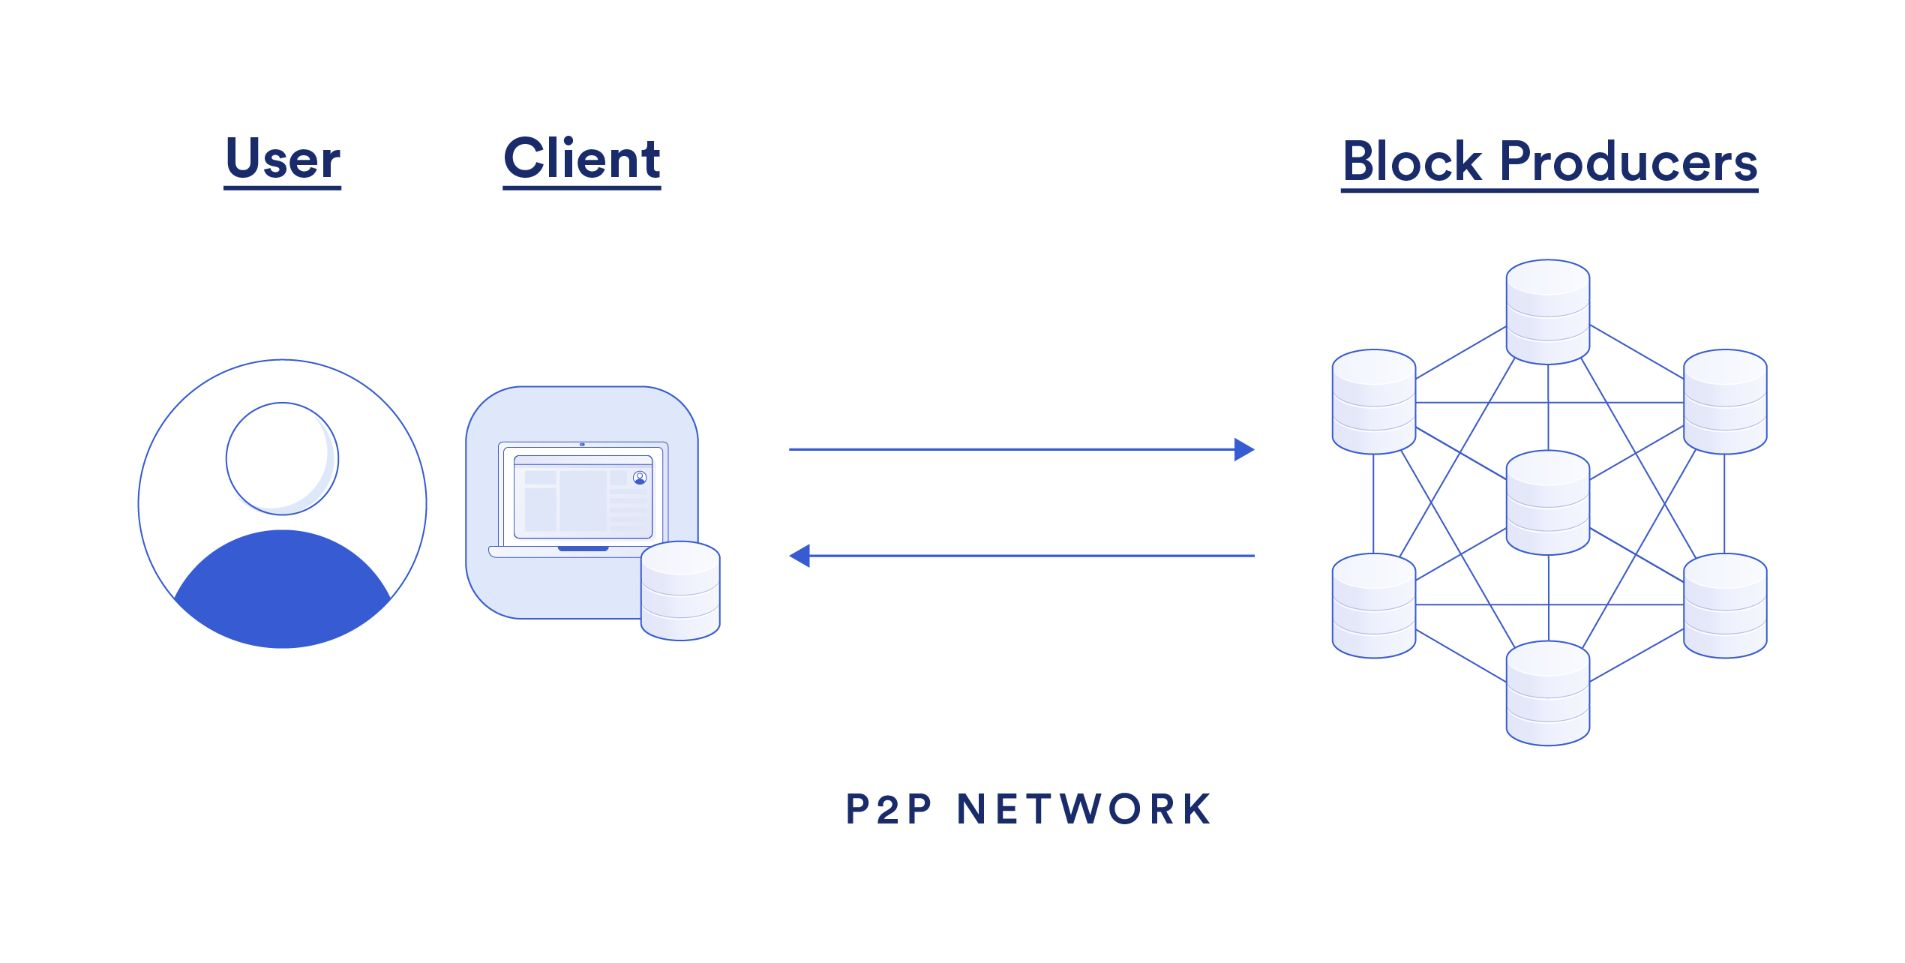 User
Client
Block Producers
P2P NETWORK